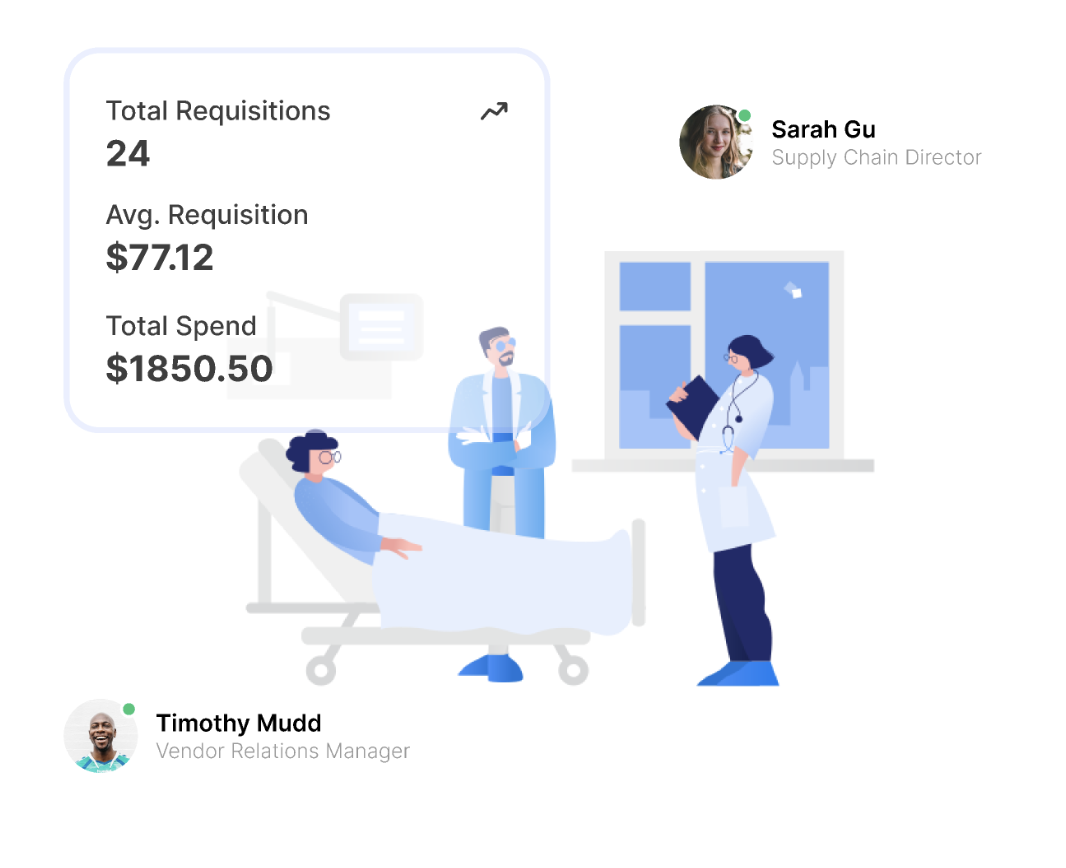 Total Requisitions
24
Avg. Requisition
$77.12
Total Spend
$1850.50
Sarah Gu
Supply Chain Director
Timothy Mudd
Vendor Relations Manager